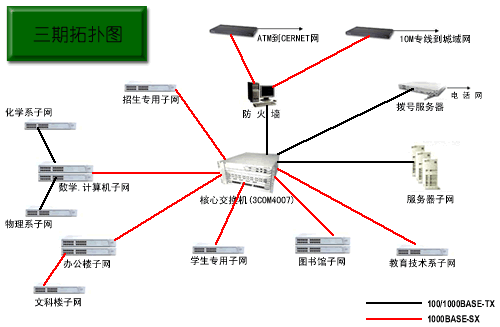 三期拓扑图
ATM到CERNET网
10M专线到城域网
招生专用子网
防火墙
拨号服务器
电话网
化学系子网
数学.计算机子网
核心交换机(3COM4007)
服务器子网
物理系子网
办公楼子网
学生专用子网
图书馆子网
教育技术系子网
文科楼子网
100/1000BASE-TX
1000BASE-SX